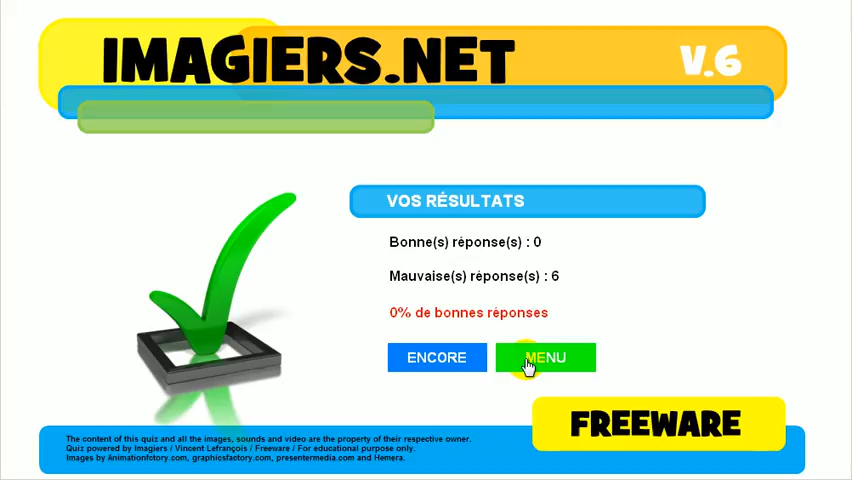 IMAGIERS.NET
V.6
VOS RÉSULTATS
Bonne(s) réponse(s) : 0
Mauvaise(s) réponse(s) : 6
0% de bonnes réponses
ENCORE
MENU
FREEWARE
The content of this quiz and all the images, sounds and video are the property of their respective owner.
Quiz powered by Imagiers / Vincent Lefrançois / Freeware / For educational purpose only.
Images by Animationfctory.com, graphicsfactory.com, presentermedia.com and Hemera.